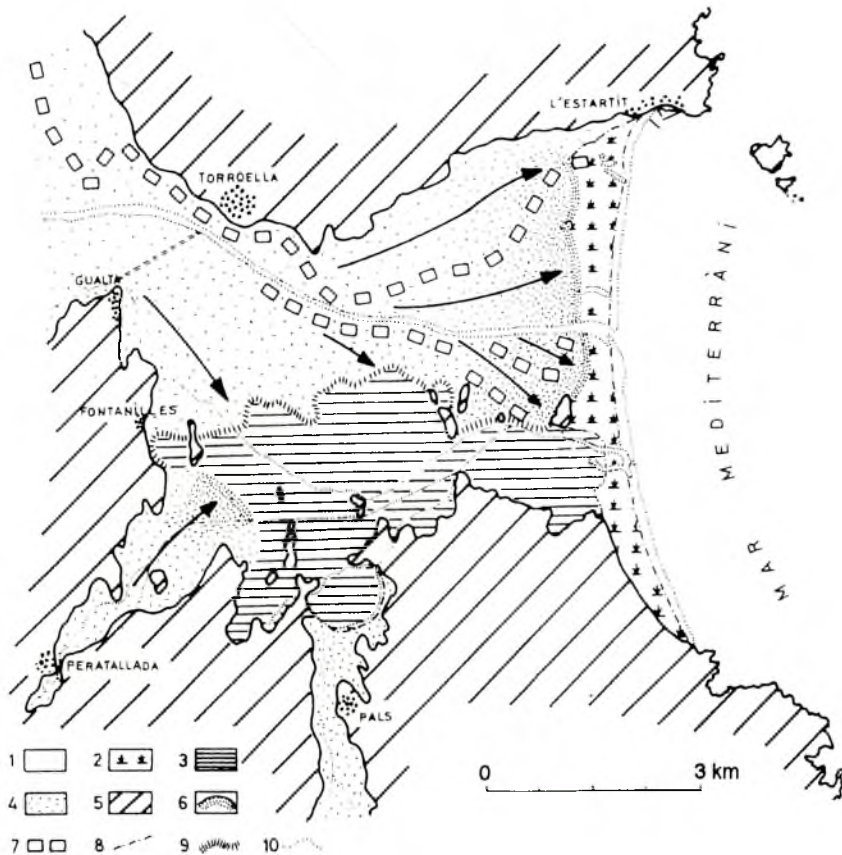 L'ESTARTIT
TORROELLA
GUALTA
FONTANILLES
MAR MEDITERRÀNI
PERATALLADA
PALS
1 2 3
4 5 6
7 8 9 10
0 3 km